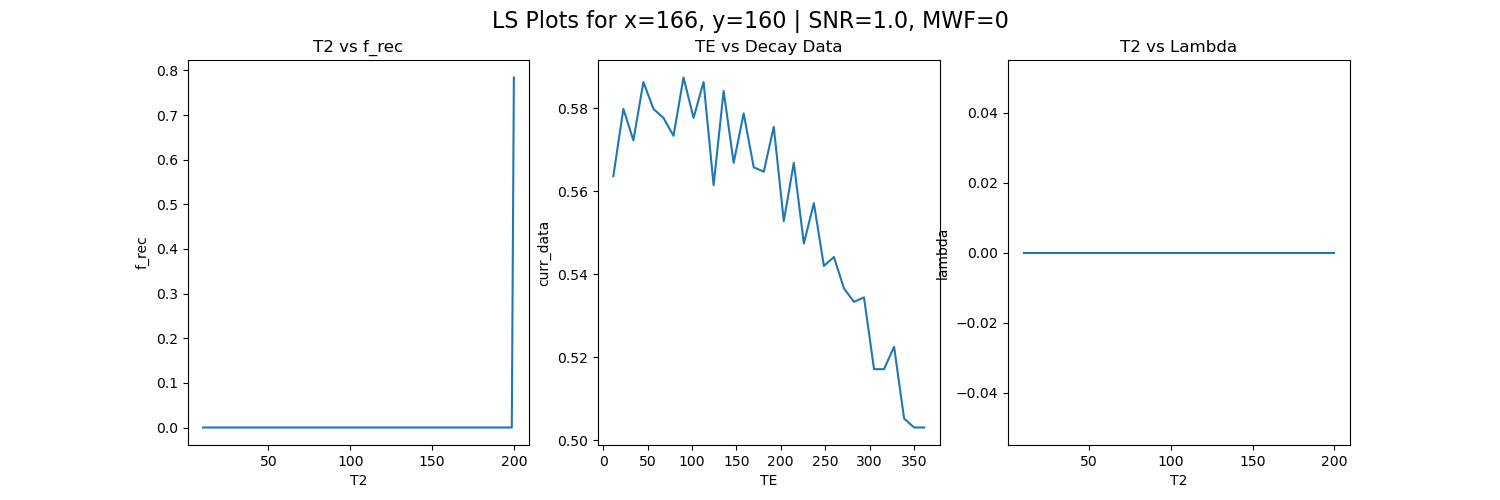 LS Plots for x=166, y=160 | SNR=1.0, MWF=0
T2 vs f_rec
0.8
0.7
0.6
0.5
0.4
0.3
0.2
0.1
0.0
f_rec
50 100 150 200
T2
TE vs Decay Data
0.58
0.56
0.54
0.52
0.50
curr_data
0 50 100 150 200 250 300 350
TE
T2 vs Lambda
0.04
0.02
0.00
−0.02
−0.04
lambda
50 100 150 200
T2